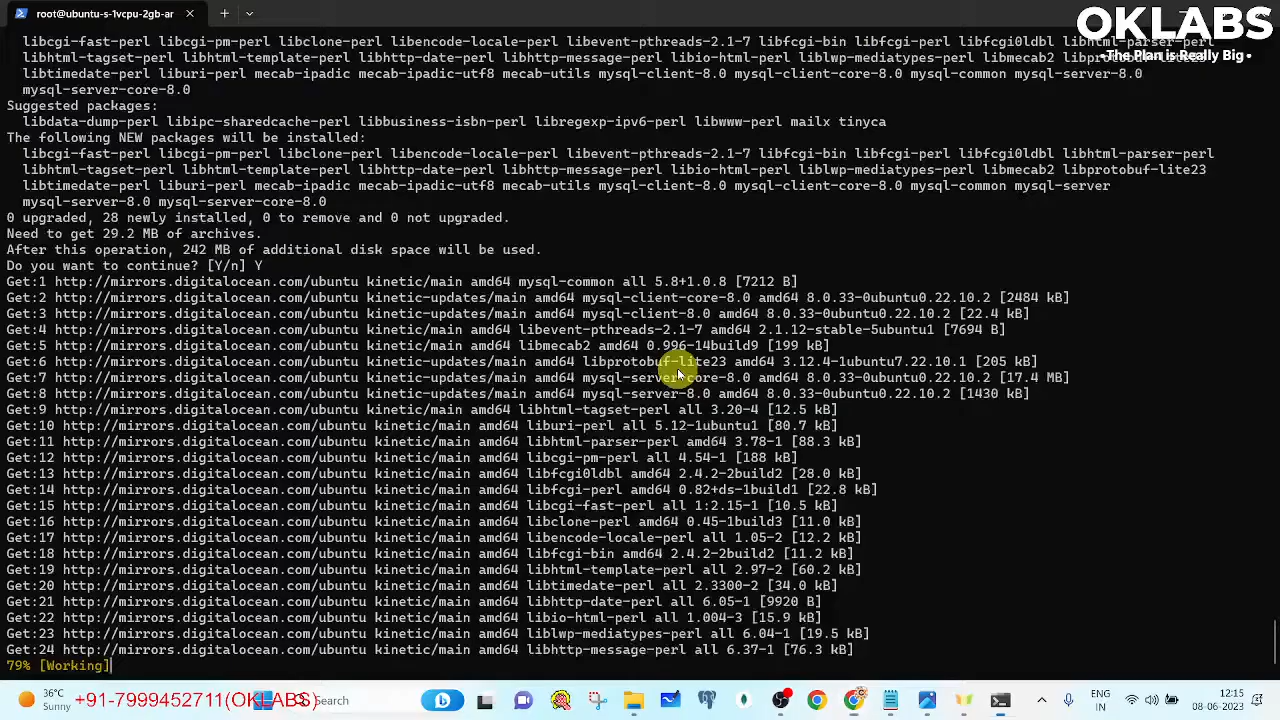 root@ubuntu-s-1vcpu-2gb-ar
OKLABS
•The Plan is Really Big•
libcgi-fast-perl libcgi-pm-perl libclone-perl libencode-locale-perl libevent-pthreads-2.1-7 libfcgi-bin libfcgi-perl libfcgi0ldbl libhtml-parser-perl
libhtml-tagset-perl libhtml-template-perl libhttp-date-perl libhttp-message-perl libio-html-perl liblwp-mediatypes-perl libmecab2
libtimedate-perl liburi-perl mecab-ipadic mecab-ipadic-utf8 mecab-utils mysql-client-8.0 mysql-client-core-8.0 mysql-common mysql-server-8.0
mysql-server-core-8.0
Suggested packages:
libdata-dump-perl libipc-sharedcache-perl libbusiness-isbn-perl libregexp-ipv6-perl libwww-perl mailx tinyca
The following NEW packages will be installed:
libcgi-fast-perl libcgi-pm-perl libclone-perl libencode-locale-perl libevent-pthreads-2.1-7 libfcgi-bin libfcgi-perl libfcgi0ldbl libhtml-parser-perl
libhtml-tagset-perl libhtml-template-perl libhttp-date-perl libhttp-message-perl libio-html-perl liblwp-mediatypes-perl libmecab2 libprotobuf-lite23
libtimedate-perl liburi-perl mecab-ipadic mecab-ipadic-utf8 mecab-utils mysql-client-8.0 mysql-client-core-8.0 mysql-common mysql-server
mysql-server-8.0 mysql-server-core-8.0
0 upgraded, 28 newly installed, 0 to remove and 0 not upgraded.
Need to get 29.2 MB of archives.
After this operation, 242 MB of additional disk space will be used.
Do you want to continue? [Y/n] Y
Get:1 http://mirrors.digitalocean.com/ubuntu kinetic/main amd64 mysql-common all 5.8+1.0.8 [7212 B]
Get:2 http://mirrors.digitalocean.com/ubuntu kinetic-updates/main amd64 mysql-client-core-8.0 amd64 8.0.33-0ubuntu0.22.10.2 [2484 kB]
Get:3 http://mirrors.digitalocean.com/ubuntu kinetic-updates/main amd64 mysql-client-8.0 amd64 8.0.33-0ubuntu0.22.10.2 [22.4 kB]
Get:4 http://mirrors.digitalocean.com/ubuntu kinetic/main amd64 libevent-pthreads-2.1-7 amd64 2.1.12-stable-5ubuntu1 [7694 B]
Get:5 http://mirrors.digitalocean.com/ubuntu kinetic/main amd64 libmecab2 amd64 0.996-14build9 [199 kB]
Get:6 http://mirrors.digitalocean.com/ubuntu kinetic-updates/main amd64 libprotobuf-lite23 amd64 3.12.4-1ubuntu7.22.10.1 [205 kB]
Get:7 http://mirrors.digitalocean.com/ubuntu kinetic-updates/main amd64 mysql-server-core-8.0 amd64 8.0.33-0ubuntu0.22.10.2 [17.4 MB]
Get:8 http://mirrors.digitalocean.com/ubuntu kinetic-updates/main amd64 mysql-server-8.0 amd64 8.0.33-0ubuntu0.22.10.2 [1430 kB]
Get:9 http://mirrors.digitalocean.com/ubuntu kinetic/main amd64 libhtml-tagset-perl all 3.20-4 [12.5 kB]
Get:10 http://mirrors.digitalocean.com/ubuntu kinetic/main amd64 liburi-perl all 5.12-1ubuntu1 [80.7 kB]
Get:11 http://mirrors.digitalocean.com/ubuntu kinetic/main amd64 libhtml-parser-perl amd64 3.78-1 [88.3 kB]
Get:12 http://mirrors.digitalocean.com/ubuntu kinetic/main amd64 libcgi-pm-perl all 4.54-1 [188 kB]
Get:13 http://mirrors.digitalocean.com/ubuntu kinetic/main amd64 libfcgi0ldbl amd64 2.4.2-2build2 [28.0 kB]
Get:14 http://mirrors.digitalocean.com/ubuntu kinetic/main amd64 libfcgi-perl amd64 0.82+ds-1build1 [22.8 kB]
Get:15 http://mirrors.digitalocean.com/ubuntu kinetic/main amd64 libcgi-fast-perl all 1:2.15-1 [10.5 kB]
Get:16 http://mirrors.digitalocean.com/ubuntu kinetic/main amd64 libclone-perl amd64 0.45-1build3 [11.0 kB]
Get:17 http://mirrors.digitalocean.com/ubuntu kinetic/main amd64 libencode-locale-perl all 1.05-2 [12.2 kB]
Get:18 http://mirrors.digitalocean.com/ubuntu kinetic/main amd64 libfcgi-bin amd64 2.4.2-2build2 [11.2 kB]
Get:19 http://mirrors.digitalocean.com/ubuntu kinetic/main amd64 libhtml-template-perl all 2.97-2 [60.2 kB]
Get:20 http://mirrors.digitalocean.com/ubuntu kinetic/main amd64 libtimedate-perl all 2.3300-2 [34.0 kB]
Get:21 http://mirrors.digitalocean.com/ubuntu kinetic/main amd64 libhttp-date-perl all 6.05-1 [9920 B]
Get:22 http://mirrors.digitalocean.com/ubuntu kinetic/main amd64 libio-html-perl all 1.004-3 [15.9 kB]
Get:23 http://mirrors.digitalocean.com/ubuntu kinetic/main amd64 liblwp-mediatypes-perl all 6.04-1 [19.5 kB]
Get:24 http://mirrors.digitalocean.com/ubuntu kinetic/main amd64 libhttp-message-perl all 6.37-1 [76.3 kB]
79% [Working]
36°C
Sunny
+91-7999452711(OKLABS)
Search
ENG
IN
12:15
08-06-2023